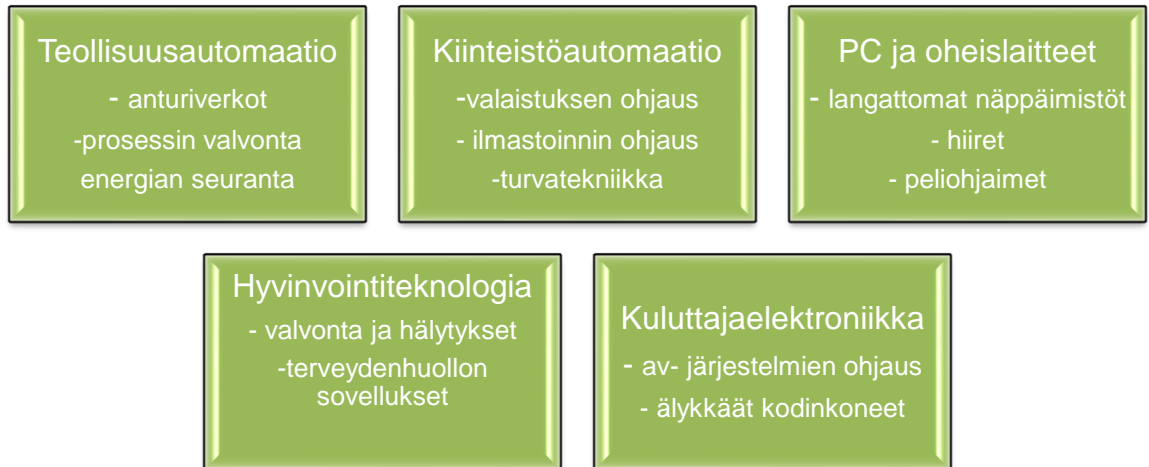 Teollisuusautomaatio
- anturiverkot
-prosessin valvonta
energian seuranta
Kiinteistöautomaatio
-valaistuksen ohjaus
- ilmastoinnin ohjaus
-turvatekniikka
PC ja oheislaitteet
- langattomat näppäimistöt
- hiiret
- peliohjaimet
Hyvinvointiteknologia
- valvonta ja hälytykset
-terveydenhuollon
sovellukset
Kuluttajaelektroniikka
- av- järjestelmien ohjaus
- älykkäät kodinkoneet